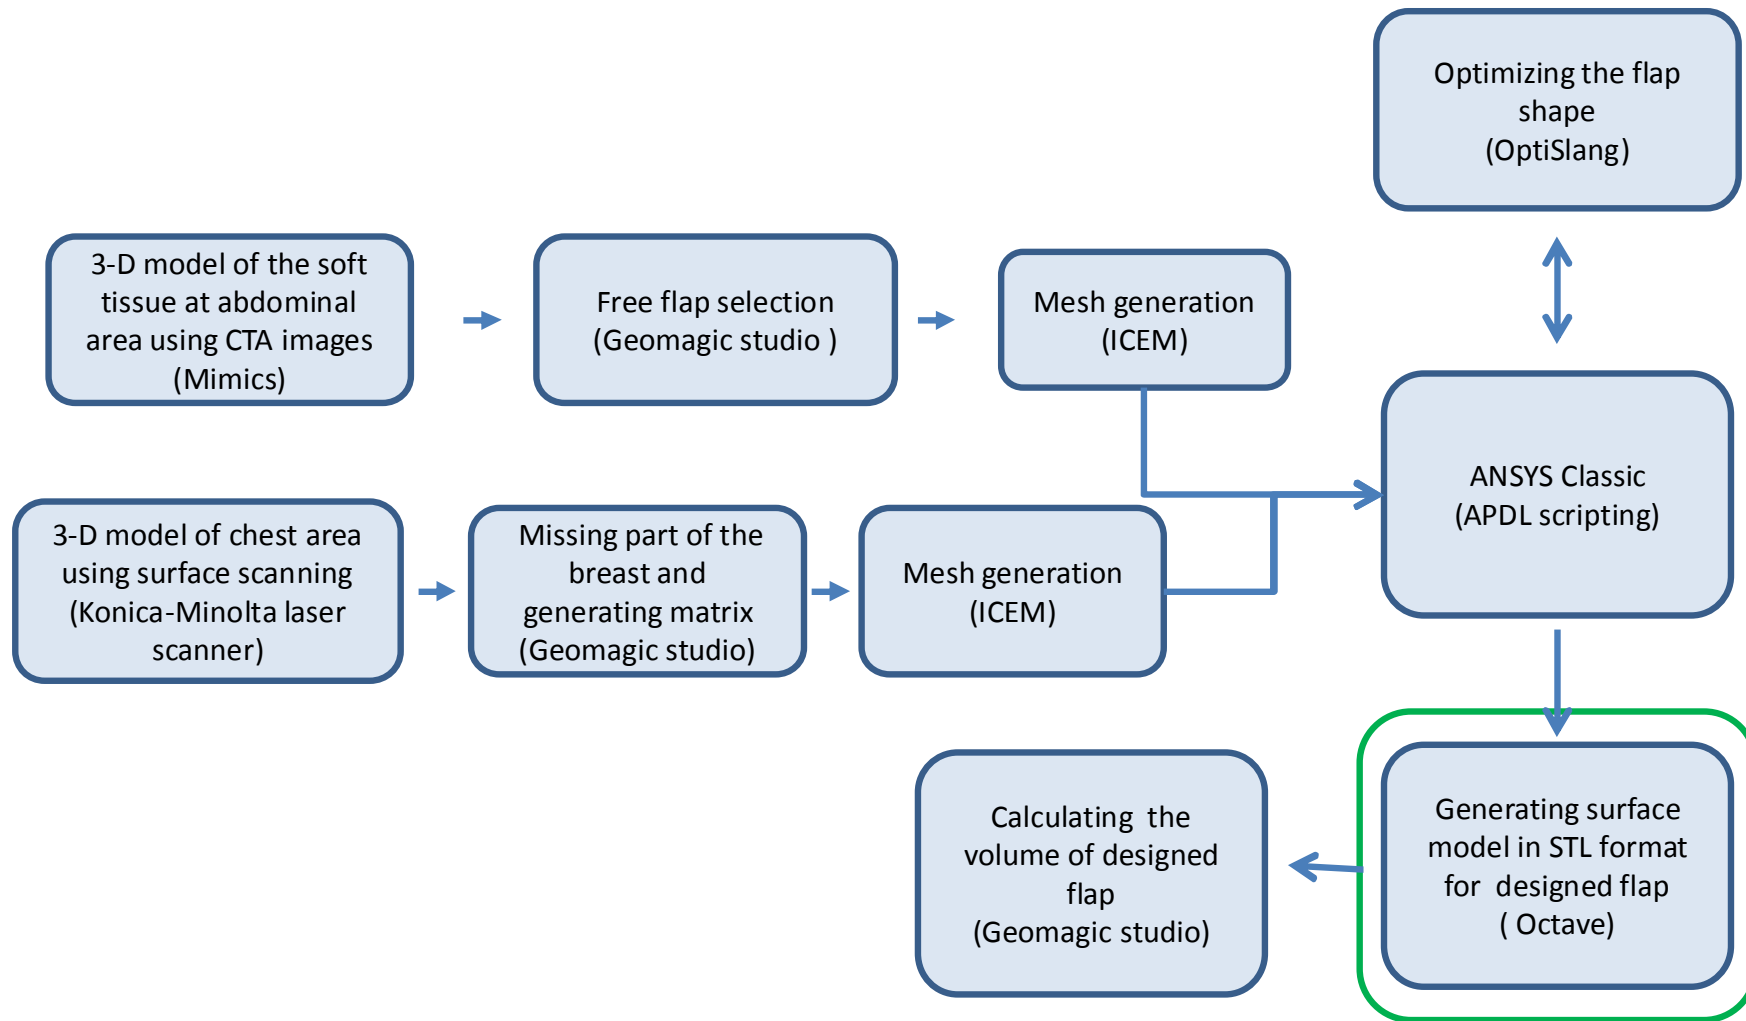 Optimizing the flap
shape
(OptiSlang)
3-D model of the soft
tissue at abdominal
area using CTA images
(Mimics)
Free flap selection
(Geomagic studio )
Mesh generation
(ICEM)
ANSYS Classic
(APDL scripting)
3-D model of chest area
using surface scanning
(Konica-Minolta laser
scanner)
Missing part of the
breast and
generating matrix
(Geomagic studio)
Mesh generation
(ICEM)
Calculating  the
volume of designed
flap
(Geomagic studio)
Generating surface
model in STL format
for  designed flap
( Octave)